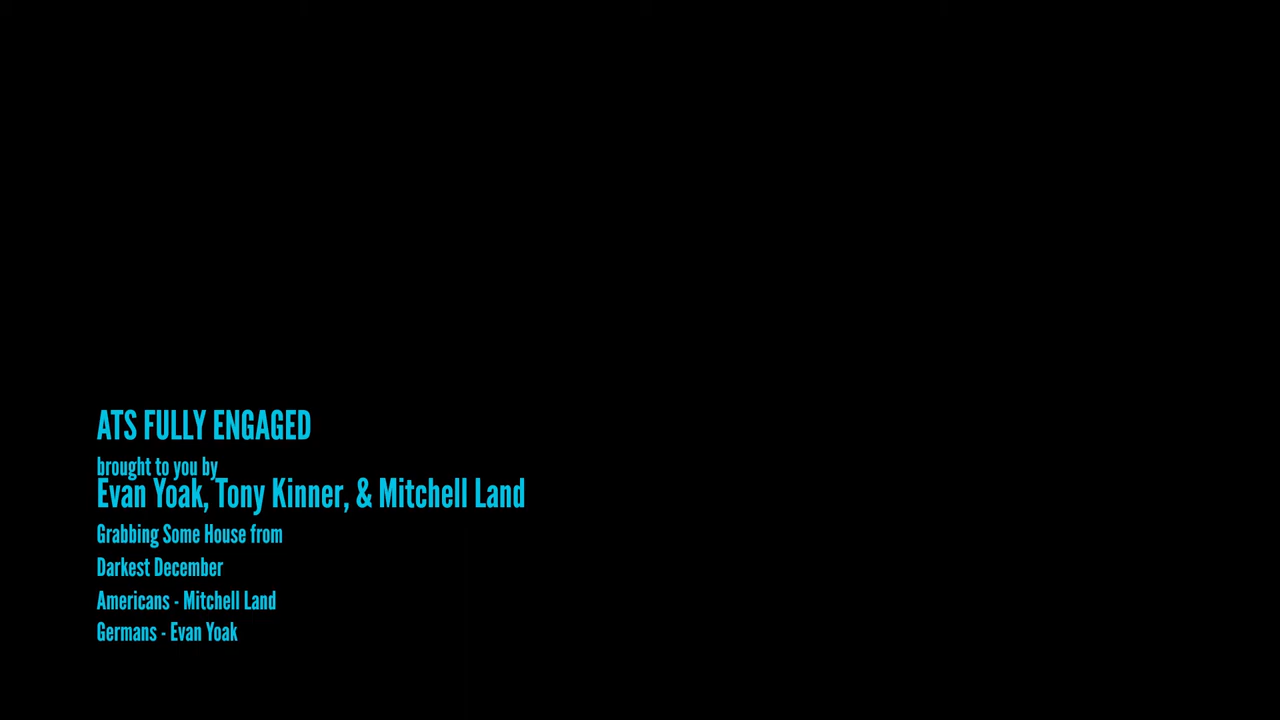 ATS FULLY ENGAGED
brought to you by
Evan Yoak, Tony Kinner, & Mitchell Land
Grabbing Some House from
Darkest December
Americans - Mitchell Land
Germans - Evan Yoak